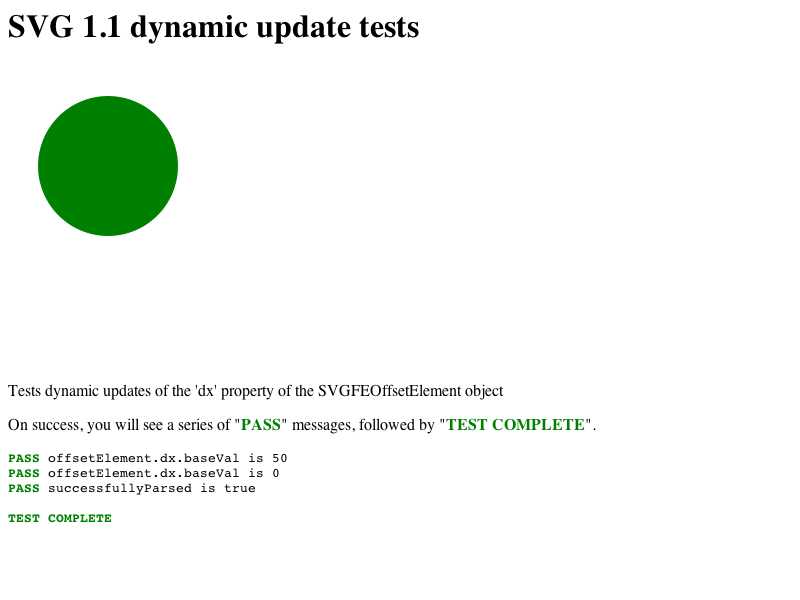 SVG 1.1 dynamic update tests
Tests dynamic updates of the 'dx' property of the SVGFEOffsetElement object
On success, you will see a series of "PASS" messages, followed by "TEST COMPLETE".
PASS offsetElement.dx.baseVal is 50
PASS offsetElement.dx.baseVal is 0
PASS successfullyParsed is true
TEST COMPLETE